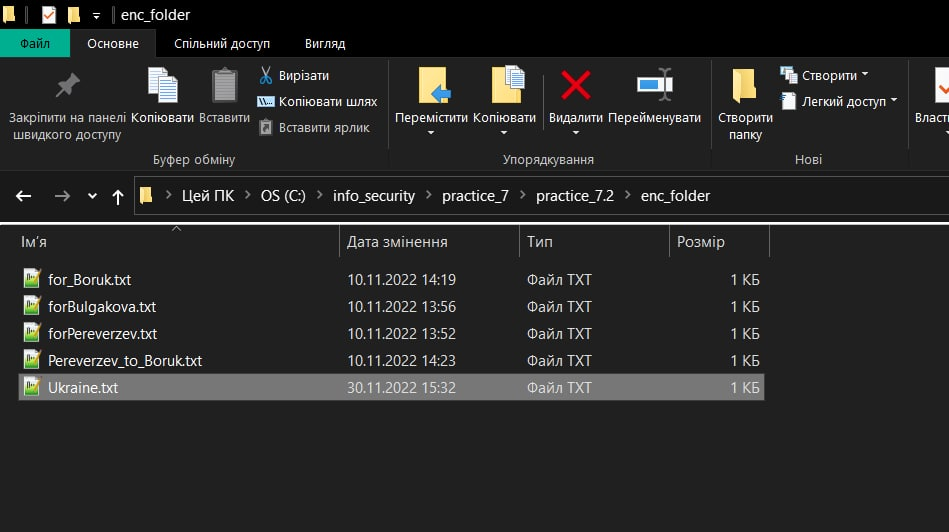 enc_folder
Файл Основне Спільний доступ Вигляд
Закріпити на панелі швидкого доступу
Копіювати
Вставити
Вирізати
Копіювати шлях
Вставити ярлик
Буфер обміну
Перемістити
Копіювати
Видалити
Перейменувати
Упорядкування
Створити папку
Створити
Легкий доступ
Нові
Цей ПК > OS (C:) > info_security > practice_7 > practice_7.2 > enc_folder
Ім'я Дата змінення Тип Розмір
for_Boruk.txt 10.11.2022 14:19 Файл TXT 1 КБ
forBulgakova.txt 10.11.2022 13:56 Файл TXT 1 КБ
forPereverzev.txt 10.11.2022 13:52 Файл TXT 1 КБ
Pereverzev_to_Boruk.txt 10.11.2022 14:23 Файл TXT 1 КБ
Ukraine.txt 30.11.2022 15:32 Файл TXT 1 КБ